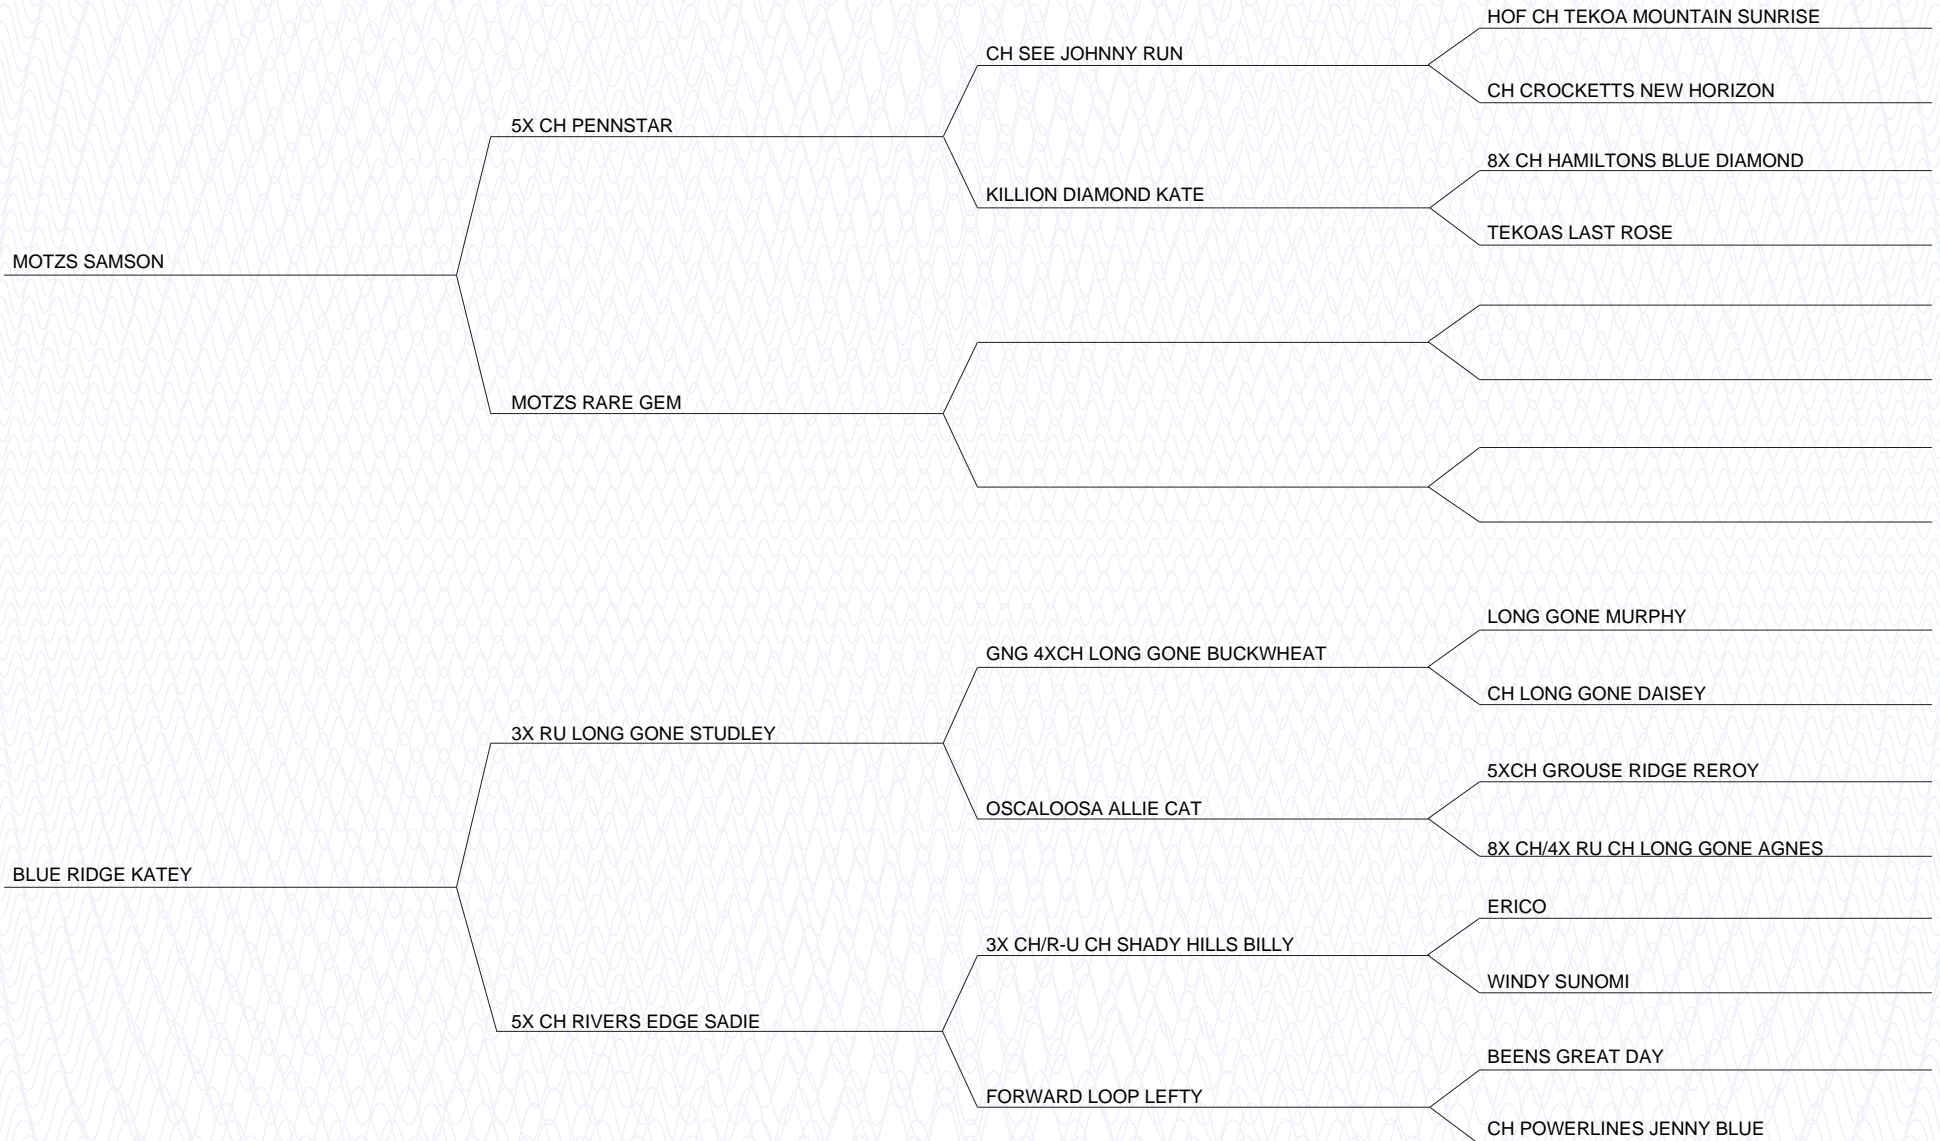 HOF CH TEKOA MOUNTAIN SUNRISE
CH SEE JOHNNY RUN
CH CROCKETTS NEW HORIZON
5X CH PENNSTAR
8X CH HAMILTONS BLUE DIAMOND
KILLION DIAMOND KATE
TEKOAS LAST ROSE
MOTZS SAMSON
MOTZS RARE GEM
LONG GONE MURPHY
GNG 4XCH LONG GONE BUCKWHEAT
CH LONG GONE DAISEY
3X RU LONG GONE STUDLEY
5XCH GROUSE RIDGE REROY
OSCALOOSA ALLIE CAT
8X CH/4X RU CH LONG GONE AGNES
BLUE RIDGE KATEY
ERICO
3X CH/R-U CH SHADY HILLS BILLY
WINDY SUNOMI
5X CH RIVERS EDGE SADIE
BEENS GREAT DAY
FORWARD LOOP LEFTY
CH POWERLINES JENNY BLUE